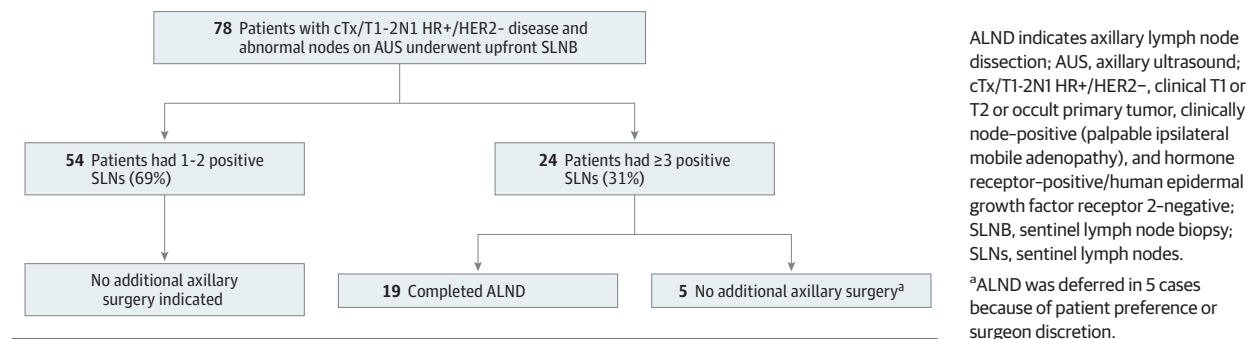 78 Patients with cTx/T1-2N1 HR+/HER2- disease and
abnormal nodes on AUS underwent upfront SLNB
54 Patients had 1-2 positive
SLNs (69%)
24 Patients had ≥3 positive
SLNs (31%)
No additional axillary
surgery indicated
19 Completed ALND
5 No additional axillary surgeryᵃ
ALND indicates axillary lymph node
dissection; AUS, axillary ultrasound;
cTx/T1-2N1 HR+/HER2−, clinical T1 or
T2 or occult primary tumor, clinically
node-positive (palpable ipsilateral
mobile adenopathy), and hormone
receptor-positive/human epidermal
growth factor receptor 2-negative;
SLNB, sentinel lymph node biopsy;
SLNs, sentinel lymph nodes.
ᵃALND was deferred in 5 cases
because of patient preference or
surgeon discretion.